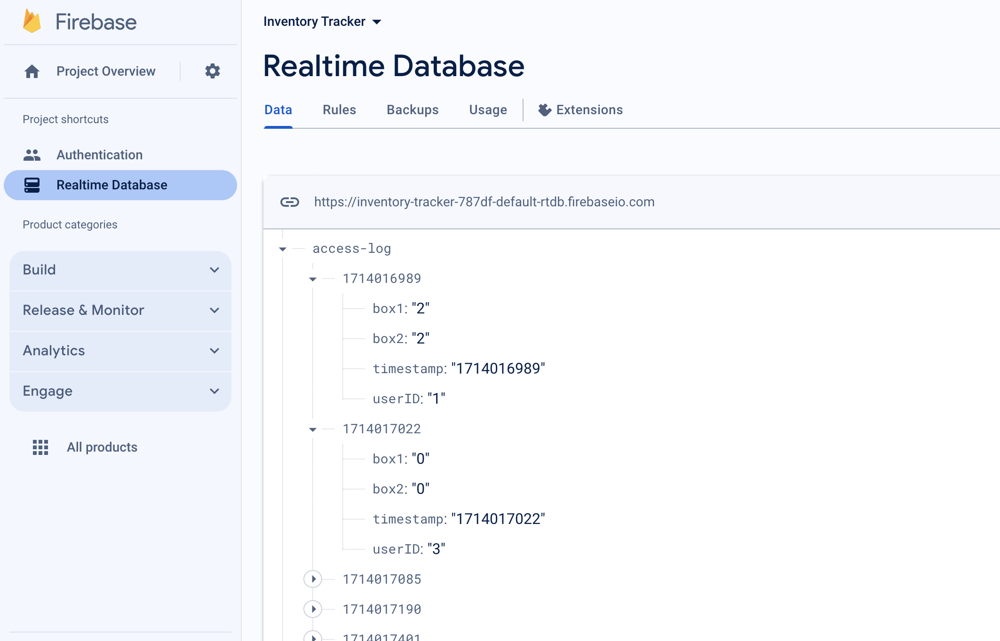 Firebase
Project Overview
Project shortcuts
Authentication
Realtime Database
Product categories
Build
Release & Monitor
Analytics
Engage
All products
Inventory Tracker
Realtime Database
Data Rules Backups Usage Extensions
https://inventory-tracker-787df-default-rtdb.firebaseio.com
access-log
1714016989
box1: "2"
box2: "2"
timestamp: "1714016989"
userID: "1"
1714017022
box1: "0"
box2: "0"
timestamp: "1714017022"
userID: "3"
1714017085
1714017190
1714017401